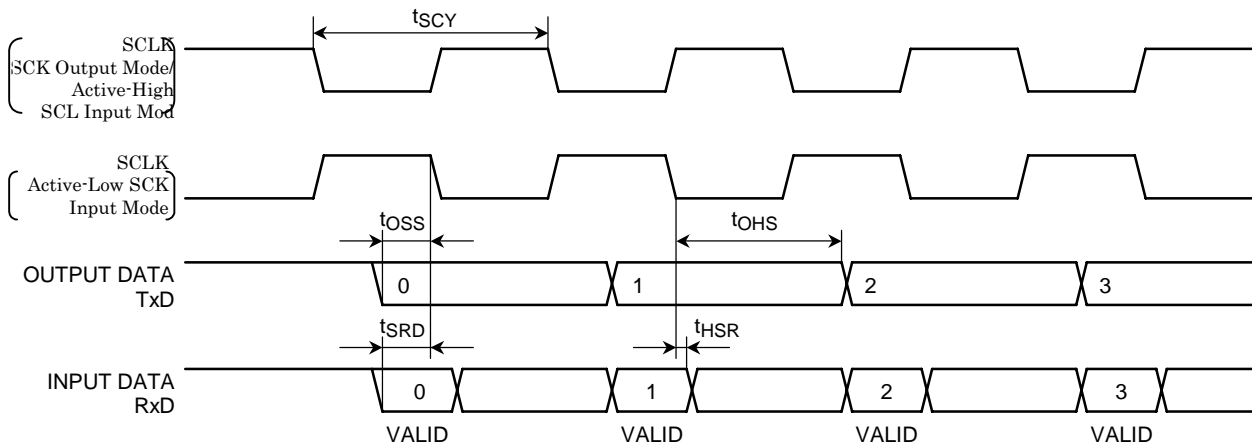 tSCY
SCLK
SCK Output Mode/
Active-High
SCL Input Mod
SCLK
Active-Low SCK
Input Mode
tOSS
tOHS
OUTPUT DATA
TxD
0
1
2
3
tSRD
tHSR
INPUT DATA
RxD
0
1
2
3
VALID
VALID
VALID
VALID